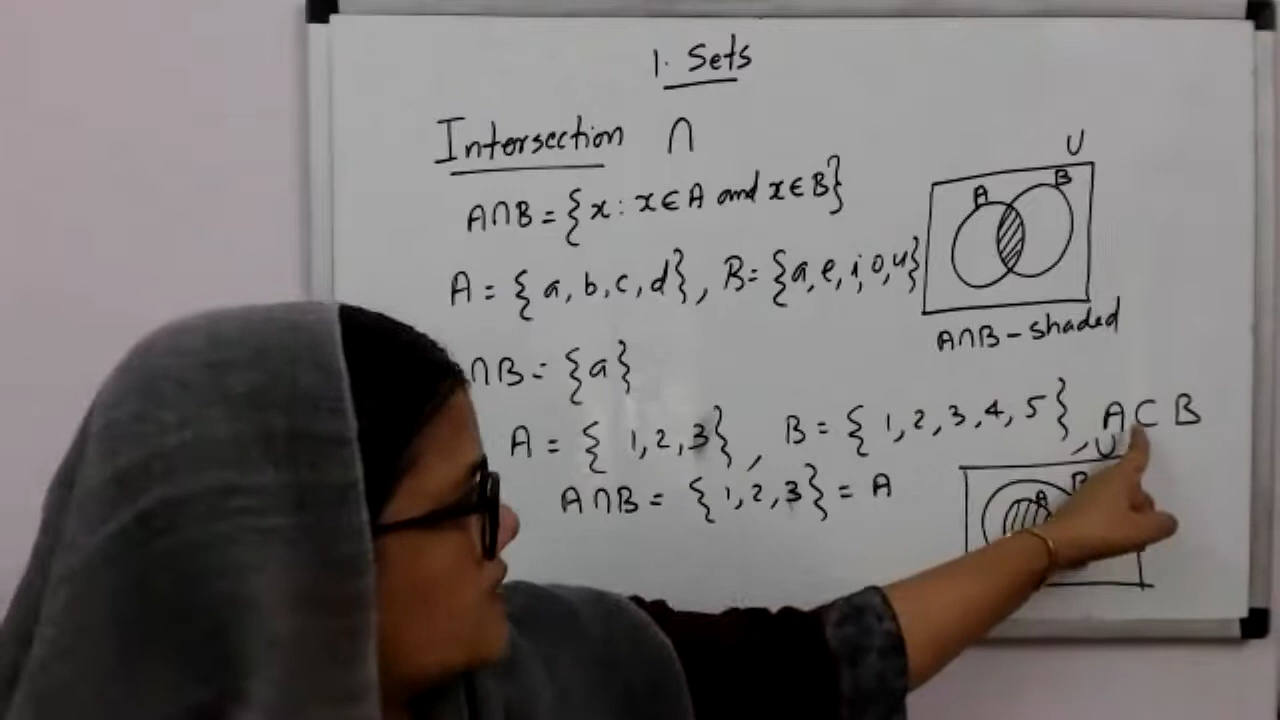 1. Sets
Intersection ∩
A∩B = {x : x∈A and x∈B}
A = {a, b, c, d}, B = {a, e, i, o, u}
∩B = {a}
A = {1, 2, 3}, B = {1, 2, 3, 4, 5}, A⊂B
A∩B = {1, 2, 3} = A
U
A B
A∩B - shaded
U
A B